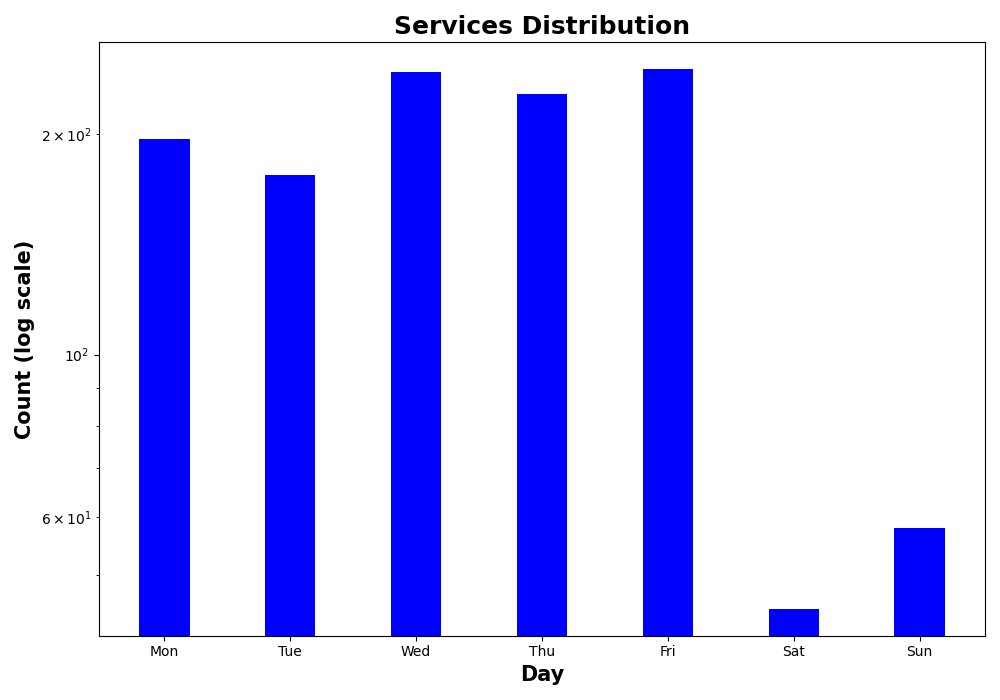 Services Distribution
Count (log scale)
2 × 10²
10²
6 × 10¹
Mon Tue Wed Thu Fri Sat Sun
Day